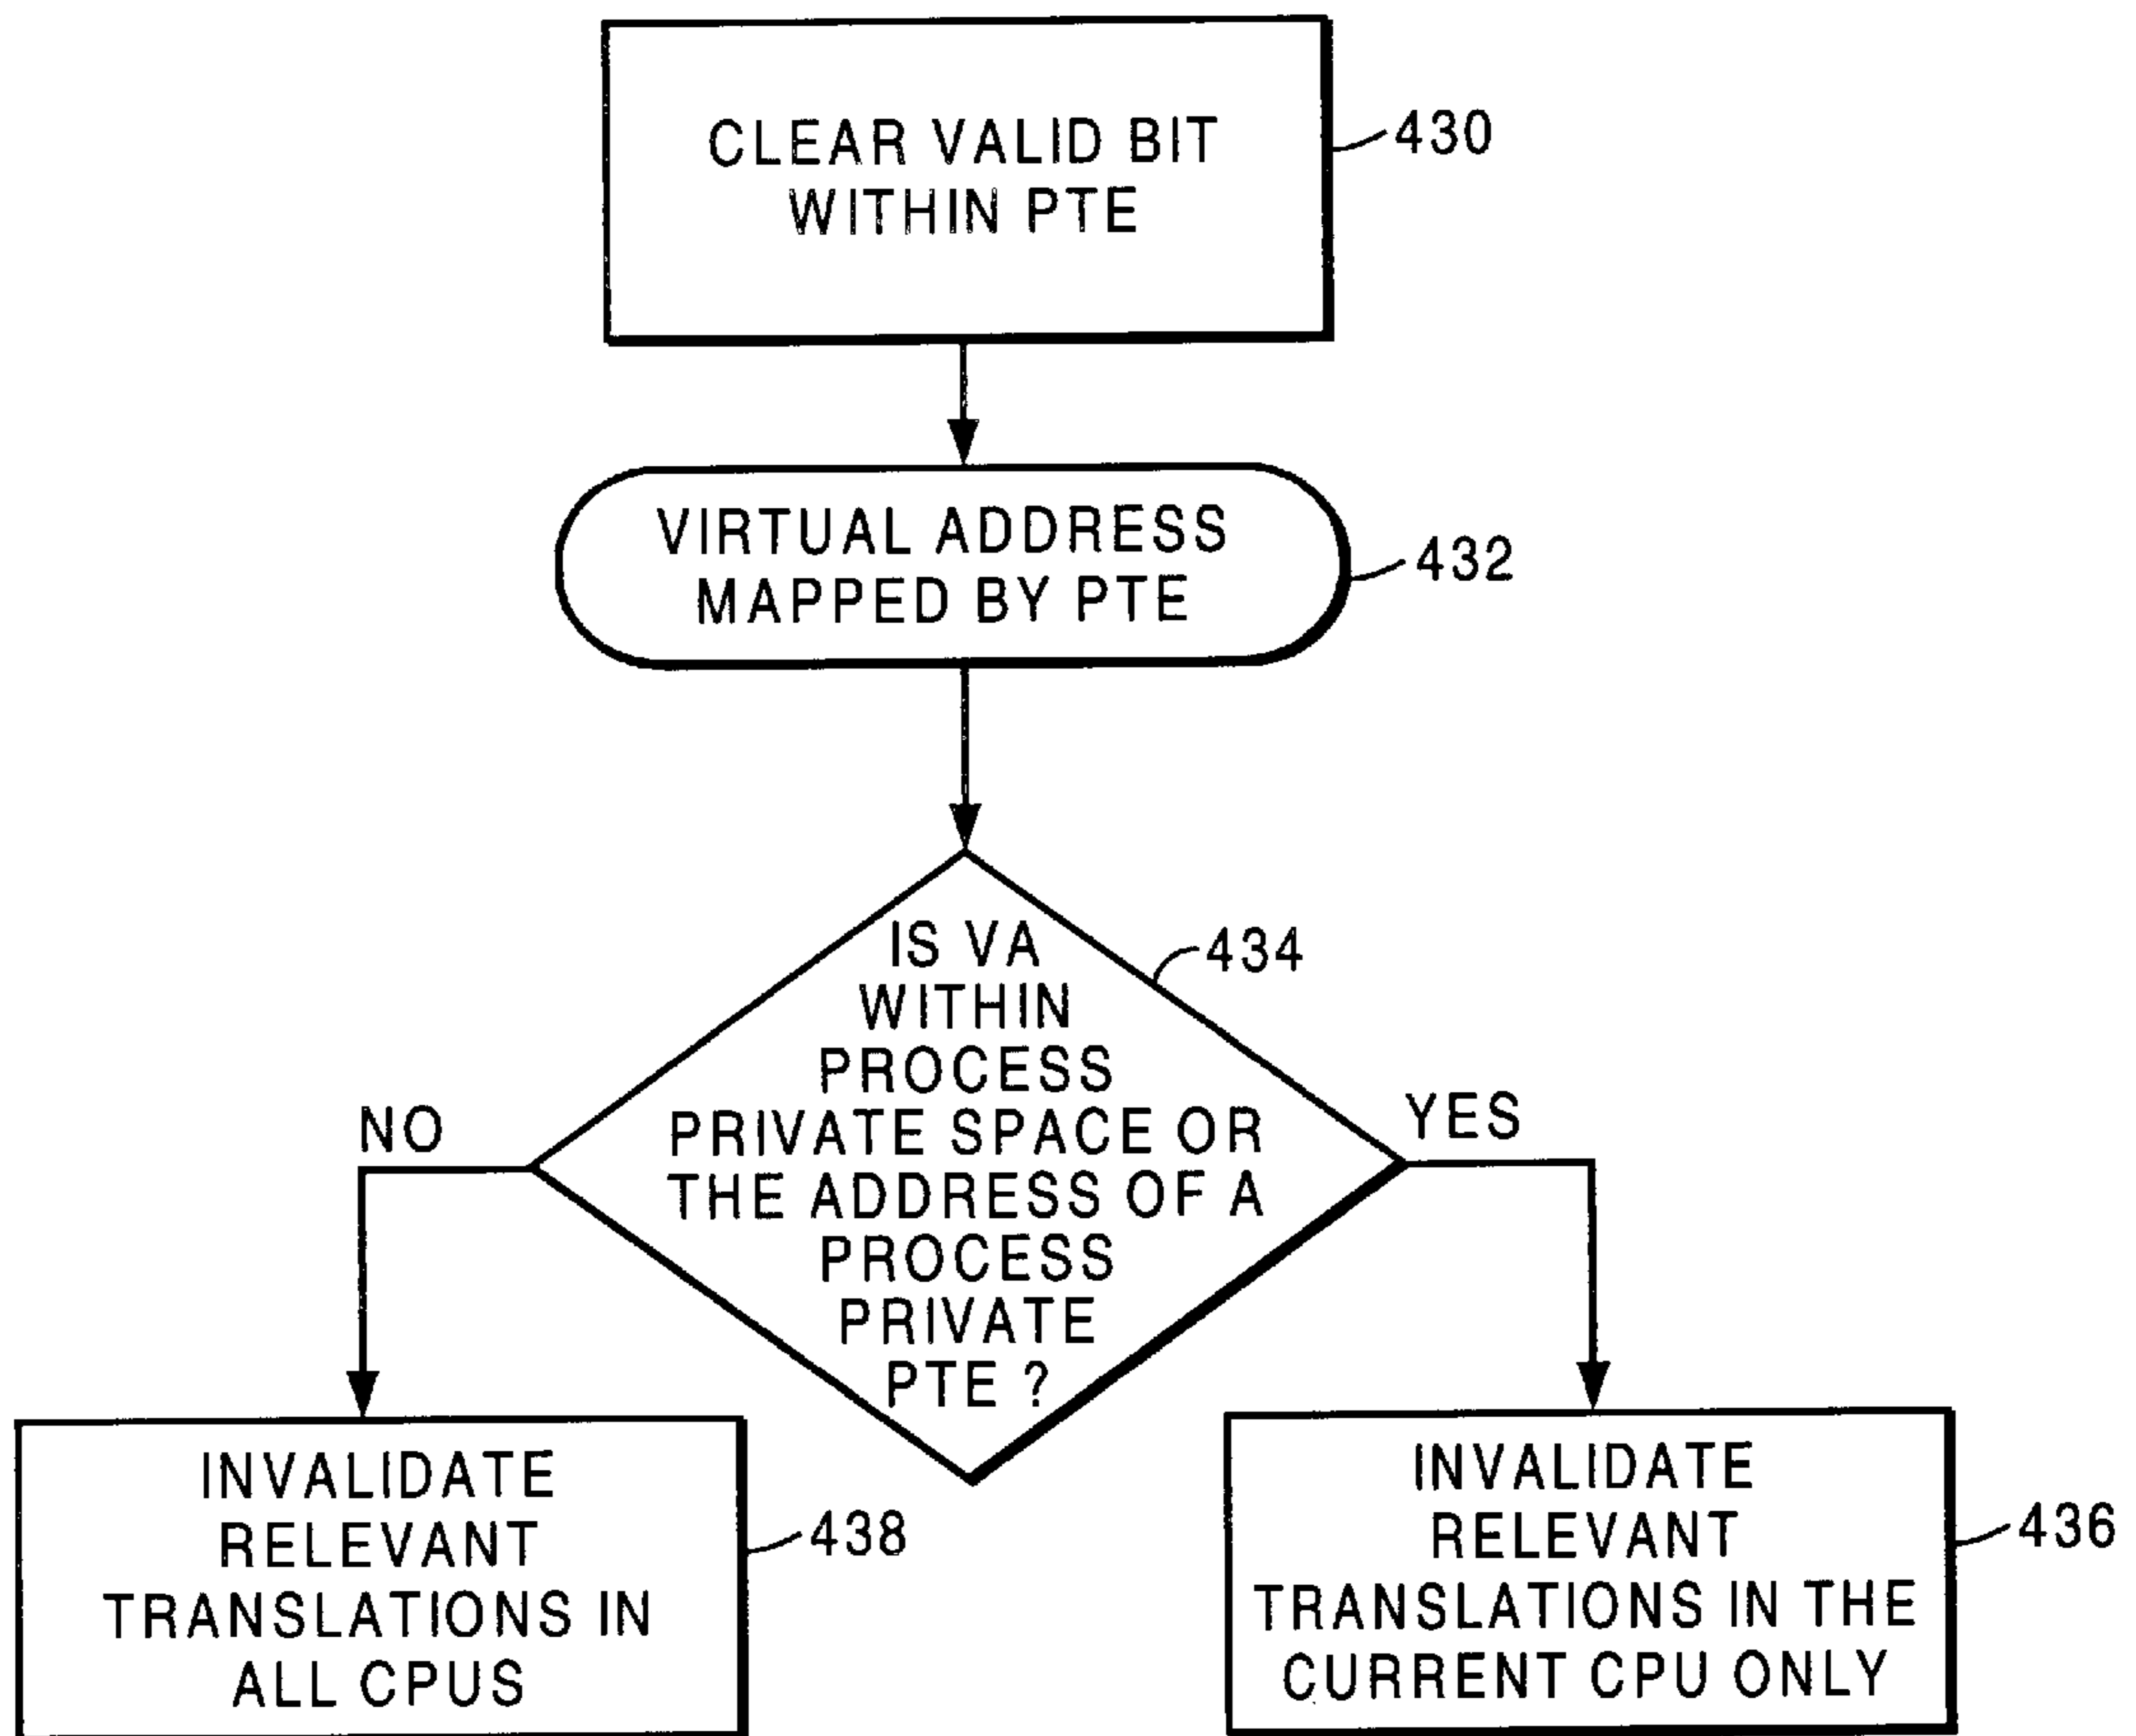 CLEAR VALID BIT
WITHIN PTE
430
VIRTUAL ADDRESS
MAPPED BY PTE
432
IS VA
WITHIN
PROCESS
PRIVATE SPACE OR
THE ADDRESS OF A
PROCESS
PRIVATE
PTE ?
434
NO
YES
INVALIDATE
RELEVANT
TRANSLATIONS IN
ALL CPUS
438
INVALIDATE
RELEVANT
TRANSLATIONS IN THE
CURRENT CPU ONLY
436